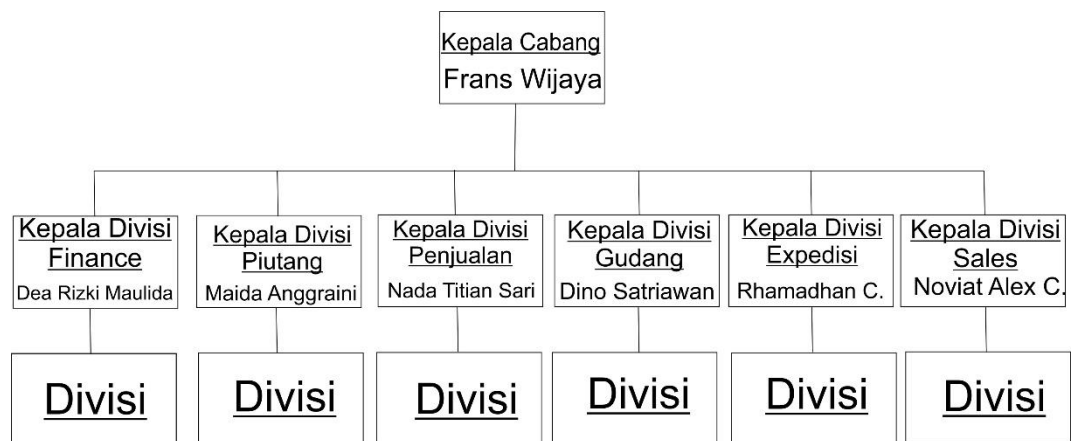 Kepala Cabang
Frans Wijaya
Kepala Divisi
Finance
Dea Rizki Maulida
Kepala Divisi
Piutang
Maida Anggraini
Kepala Divisi
Penjualan
Nada Titian Sari
Kepala Divisi
Gudang
Dino Satriawan
Kepala Divisi
Expedisi
Rhamadhan C.
Kepala Divisi
Sales
Noviat Alex C.
Divisi
Divisi
Divisi
Divisi
Divisi
Divisi